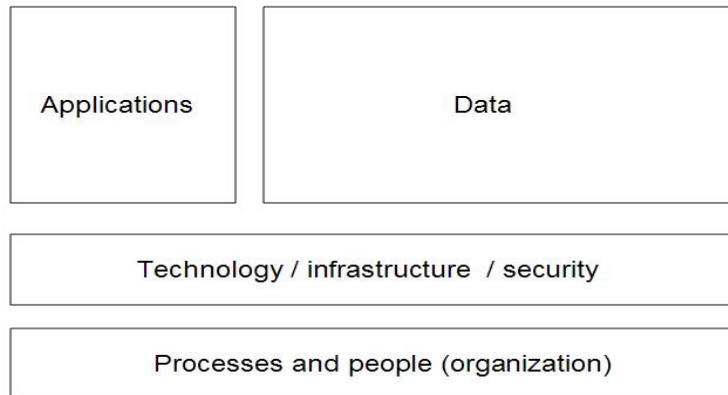 Applications
Data
Technology / infrastructure / security
Processes and people (organization)